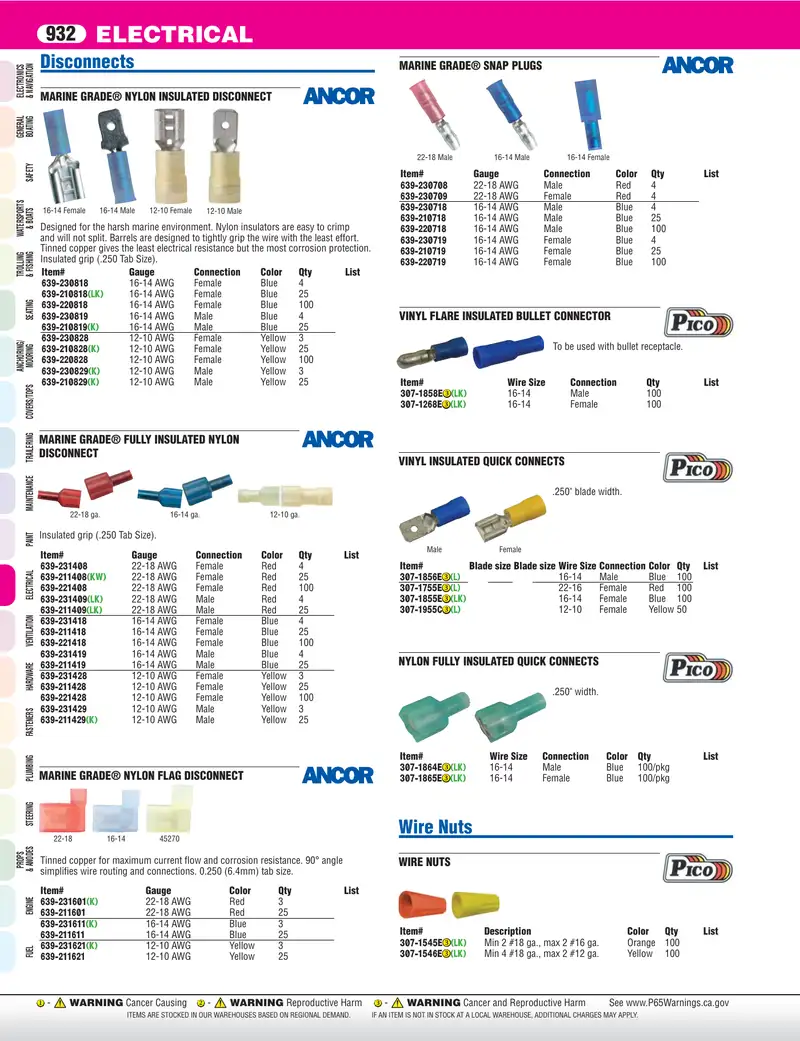 932 ELECTRICAL
ELECTRONICS
& NAVIGATION
GENERAL
BOATING
SAFETY
WATERSPORTS
& BOATS
TROLLING
& FISHING
SEATING
ANCHORING/
MOORING
COVERS/TOPS
TRAILERING
MAINTENANCE
PAINT
ELECTRICAL
VENTILATION
HARDWARE
FASTENERS
PLUMBING
STEERING
PROPS
& ANODES
ENGINE
FUEL
Disconnects
MARINE GRADE® NYLON INSULATED DISCONNECT
ANCOR
16-14 Female 16-14 Male 12-10 Female 12-10 Male
Designed for the harsh marine environment. Nylon insulators are easy to crimp
and will not split. Barrels are designed to tightly grip the wire with the least effort.
Tinned copper gives the least electrical resistance but the most corrosion protection.
Insulated grip (.250 Tab Size).
Item# Gauge Connection Color Qty List
639-230818 16-14 AWG Female Blue 4
639-210818(LK) 16-14 AWG Female Blue 25
639-220818 16-14 AWG Female Blue 100
639-230819 16-14 AWG Male Blue 4
639-210819(K) 16-14 AWG Male Blue 25
639-230828 12-10 AWG Female Yellow 3
639-210828(K) 12-10 AWG Female Yellow 25
639-220828 12-10 AWG Female Yellow 100
639-230829(K) 12-10 AWG Male Yellow 3
639-210829(K) 12-10 AWG Male Yellow 25
MARINE GRADE® FULLY INSULATED NYLON
DISCONNECT
ANCOR
22-18 ga. 16-14 ga. 12-10 ga.
Insulated grip (.250 Tab Size).
Item# Gauge Connection Color Qty List
639-231408 22-18 AWG Female Red 4
639-211408(KW) 22-18 AWG Female Red 25
639-221408 22-18 AWG Female Red 100
639-231409(LK) 22-18 AWG Male Red 4
639-211409(LK) 22-18 AWG Male Red 25
639-231418 16-14 AWG Female Blue 4
639-211418 16-14 AWG Female Blue 25
639-221418 16-14 AWG Female Blue 100
639-231419 16-14 AWG Male Blue 4
639-211419 16-14 AWG Male Blue 25
639-231428 12-10 AWG Female Yellow 3
639-211428 12-10 AWG Female Yellow 25
639-221428 12-10 AWG Female Yellow 100
639-231429 12-10 AWG Male Yellow 3
639-211429(K) 12-10 AWG Male Yellow 25
MARINE GRADE® NYLON FLAG DISCONNECT
ANCOR
22-18 16-14 45270
Tinned copper for maximum current flow and corrosion resistance. 90° angle
simplifies wire routing and connections. 0.250 (6.4mm) tab size.
Item# Gauge Color Qty List
639-231601(K) 22-18 AWG Red 3
639-211601 22-18 AWG Red 25
639-231611(K) 16-14 AWG Blue 3
639-211611 16-14 AWG Blue 25
639-231621(K) 12-10 AWG Yellow 3
639-211621 12-10 AWG Yellow 25
MARINE GRADE® SNAP PLUGS
ANCOR
22-18 Male 16-14 Male 16-14 Female
Item# Gauge Connection Color Qty List
639-230708 22-18 AWG Male Red 4
639-230709 22-18 AWG Female Red 4
639-230718 16-14 AWG Male Blue 4
639-210718 16-14 AWG Male Blue 25
639-220718 16-14 AWG Male Blue 100
639-230719 16-14 AWG Female Blue 4
639-210719 16-14 AWG Female Blue 25
639-220719 16-14 AWG Female Blue 100
VINYL FLARE INSULATED BULLET CONNECTOR
PICO
To be used with bullet receptacle.
Item# Wire Size Connection Qty List
307-1858E3(LK) 16-14 Male 100
307-1268E3(LK) 16-14 Female 100
VINYL INSULATED QUICK CONNECTS
PICO
.250" blade width.
Male Female
Item# Blade size Blade size Wire Size Connection Color Qty List
307-1856E3(L) 16-14 Male Blue 100
307-1755E3(L) 22-16 Female Red 100
307-1855E3(LK) 16-14 Female Blue 100
307-1955C3(L) 12-10 Female Yellow 50
NYLON FULLY INSULATED QUICK CONNECTS
PICO
.250" width.
Item# Wire Size Connection Color Qty List
307-1864E3(LK) 16-14 Male Blue 100/pkg
307-1865E3(LK) 16-14 Female Blue 100/pkg
Wire Nuts
WIRE NUTS
PICO
Item# Description Color Qty List
307-1545E3(LK) Min 2 #18 ga., max 2 #16 ga. Orange 100
307-1546E3(LK) Min 4 #18 ga., max 2 #12 ga. Yellow 100
1 - WARNING Cancer Causing 2 - WARNING Reproductive Harm 3 - WARNING Cancer and Reproductive Harm See www.P65Warnings.ca.gov
ITEMS ARE STOCKED IN OUR WAREHOUSES BASED ON REGIONAL DEMAND. IF AN ITEM IS NOT IN STOCK AT A LOCAL WAREHOUSE, ADDITIONAL CHARGES MAY APPLY.